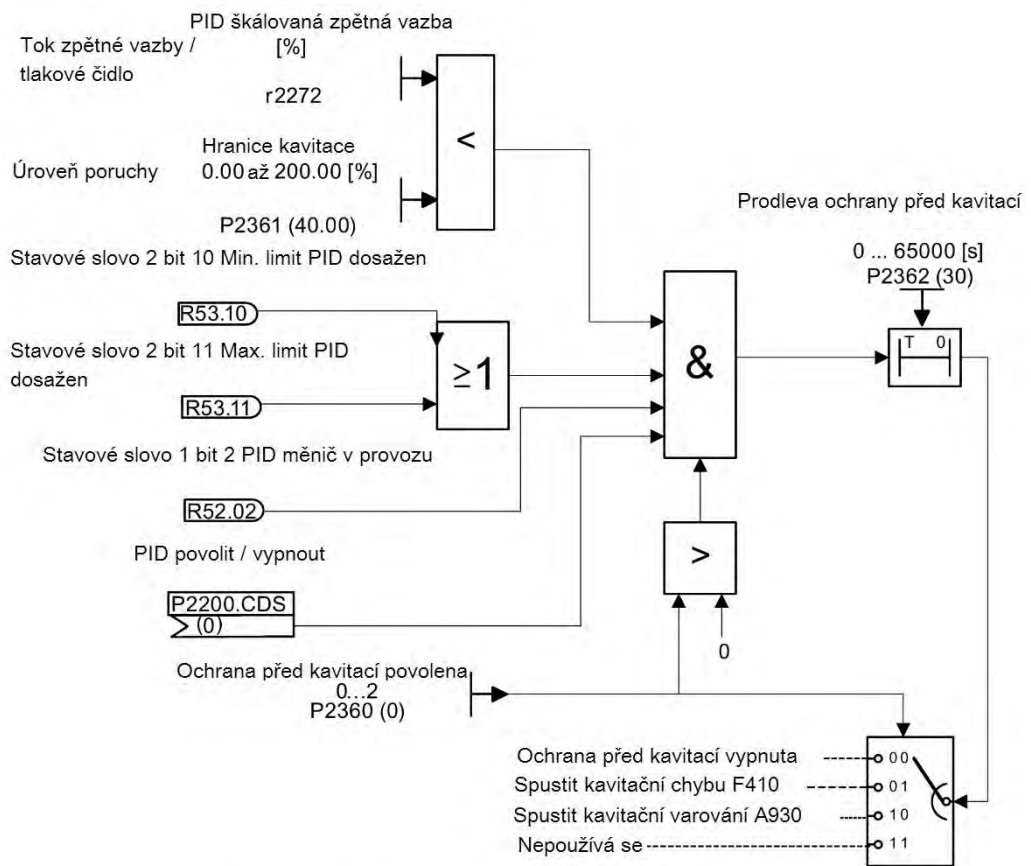 PID škálovaná zpětná vazba
[%]
Tok zpětné vazby /
tlakové čidlo
r2272
<
Hranice kavitace
0.00 až 200.00 [%]
Úroveň poruchy
P2361 (40.00)
Prodleva ochrany před kavitací
0 ... 65000 [s]
P2362 (30)
T 0
Stavové slovo 2 bit 10 Min. limit PID dosažen
R53.10
Stavové slovo 2 bit 11 Max. limit PID
dosažen
R53.11
≥1
&
Stavové slovo 1 bit 2 PID měnič v provozu
R52.02
PID povolit / vypnout
P2200.CDS
(0)
>
0
Ochrana před kavitací povolena
0...2
P2360 (0)
Ochrana před kavitací vypnuta 00
Spustit kavitační chybu F410 01
Spustit kavitační varování A930 10
Nepoužívá se 11